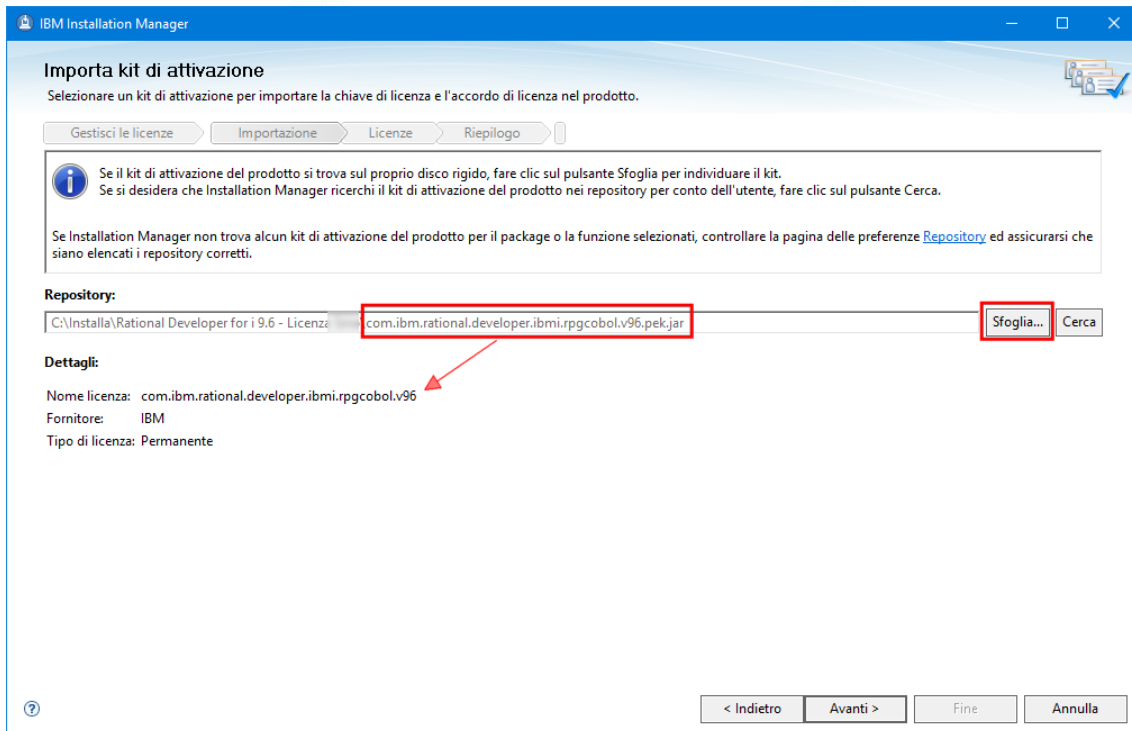 IBM Installation Manager
Importa kit di attivazione
Selezionare un kit di attivazione per importare la chiave di licenza e l'accordo di licenza nel prodotto.
Gestisci le licenze Importazione Licenze Riepilogo
Se il kit di attivazione del prodotto si trova sul proprio disco rigido, fare clic sul pulsante Sfoglia per individuare il kit.
Se si desidera che Installation Manager ricerchi il kit di attivazione del prodotto nei repository per conto dell'utente, fare clic sul pulsante Cerca.
Se Installation Manager non trova alcun kit di attivazione del prodotto per il package o la funzione selezionati, controllare la pagina delle preferenze Repository ed assicurarsi che
siano elencati i repository corretti.
Repository:
C:\Installa\Rational Developer for i 9.6 - Licenza com.ibm.rational.developer.ibmi.rpgcobol.v96.pek.jar Sfoglia... Cerca
Dettagli:
Nome licenza: com.ibm.rational.developer.ibmi.rpgcobol.v96
Fornitore: IBM
Tipo di licenza: Permanente
? < Indietro Avanti > Fine Annulla